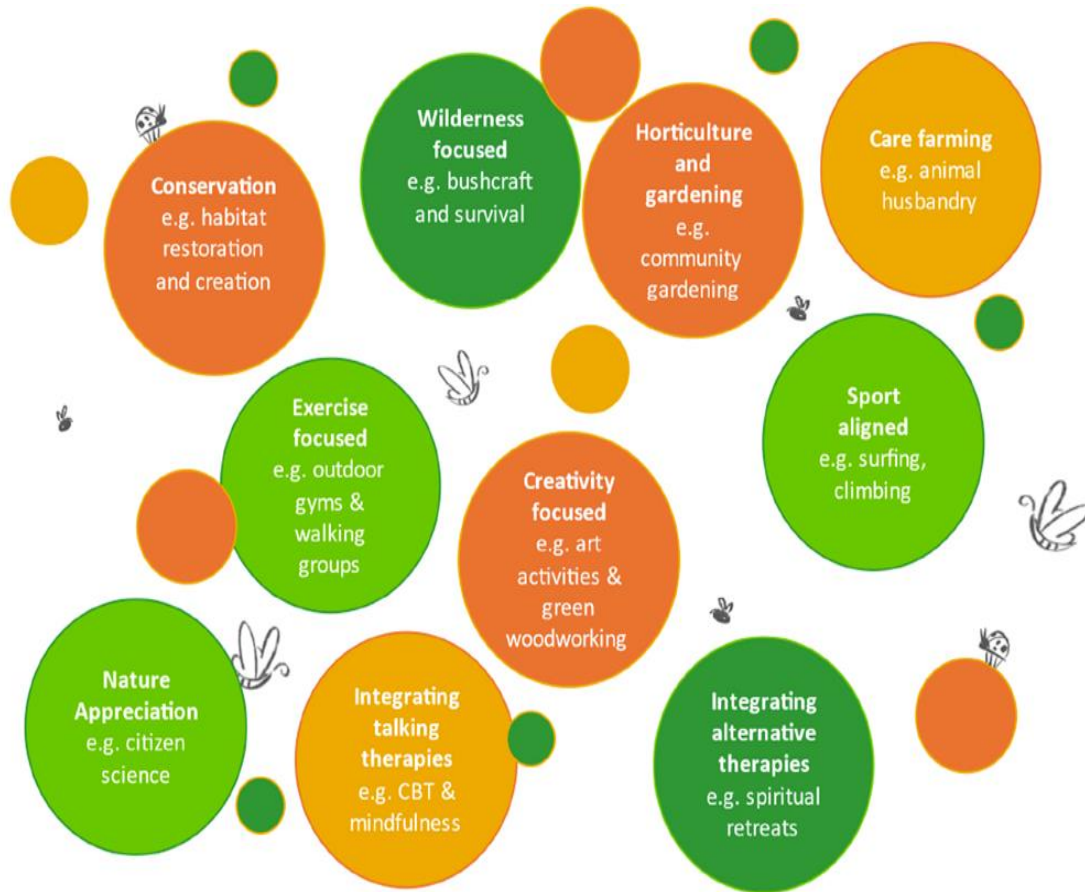 Conservation
e.g. habitat
restoration
and creation
Wilderness
focused
e.g. bushcraft
and survival
Horticulture
and
gardening
e.g.
community
gardening
Care farming
e.g. animal
husbandry
Exercise
focused
e.g. outdoor
gyms &
walking
groups
Creativity
focused
e.g. art
activities &
green
woodworking
Sport
aligned
e.g. surfing,
climbing
Nature
Appreciation
e.g. citizen
science
Integrating
talking
therapies
e.g. CBT &
mindfulness
Integrating
alternative
therapies
e.g. spiritual
retreats